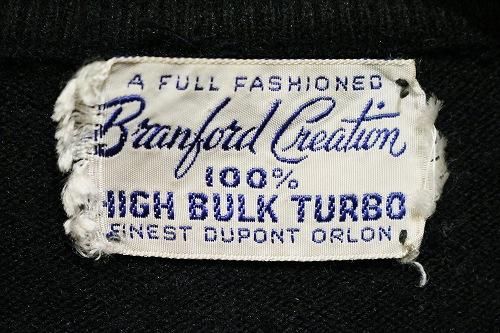 A FULL FASHIONED
Branford Creation
100%
HIGH BULK TURBO
FINEST DUPONT ORLON